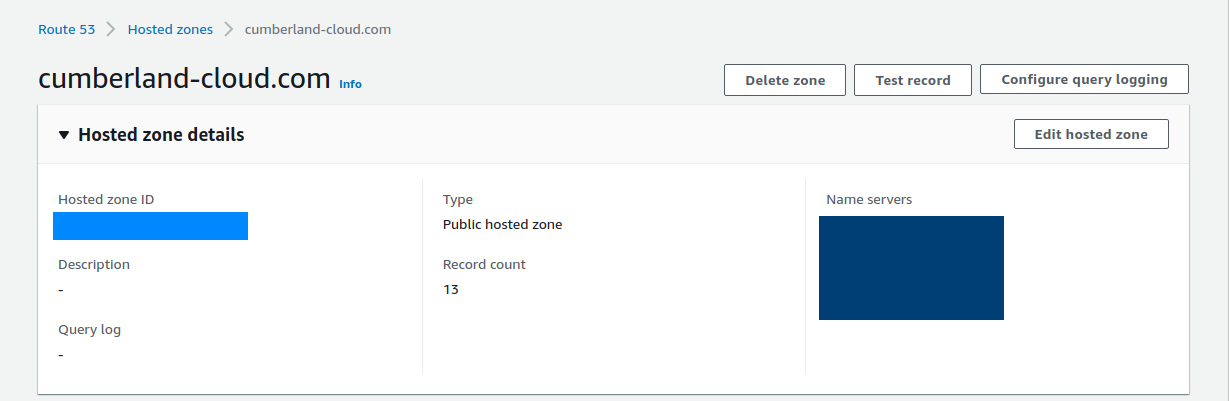 Route 53 > Hosted zones > cumberland-cloud.com
cumberland-cloud.com Info
Delete zone
Test record
Configure query logging
Hosted zone details
Edit hosted zone
Hosted zone ID
Description
-
Query log
-
Type
Public hosted zone
Record count
13
Name servers